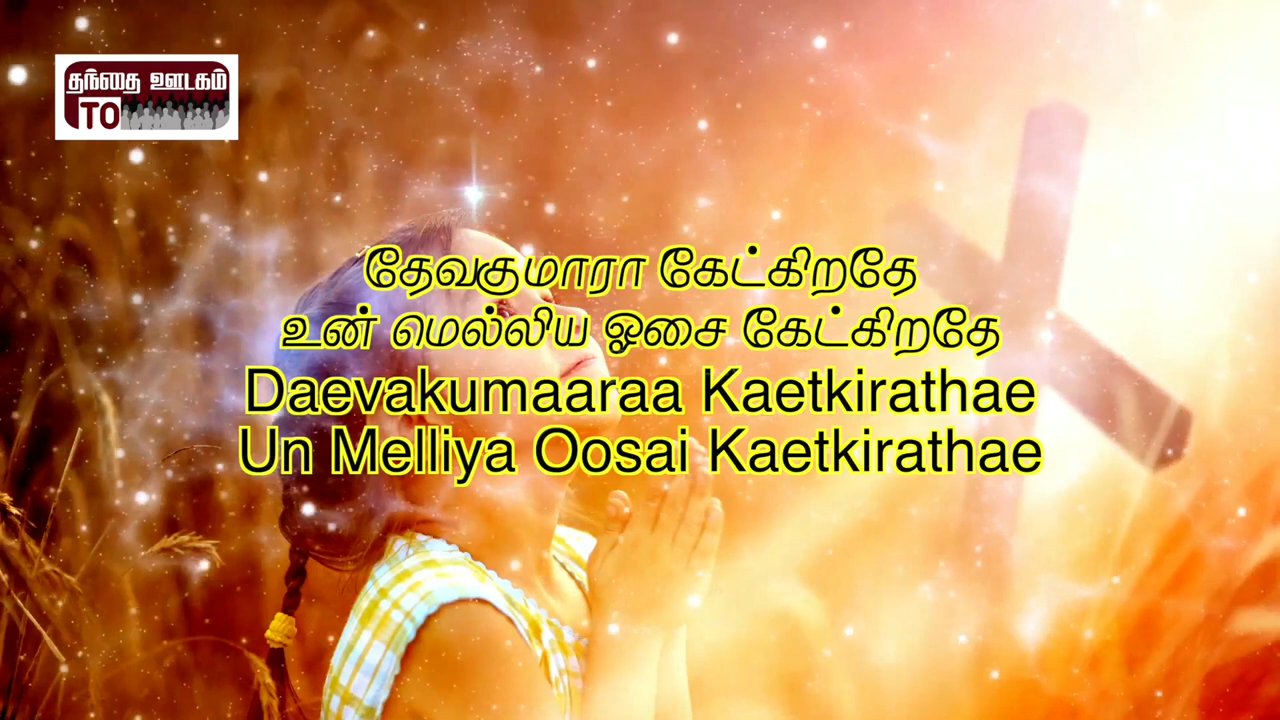 தந்தை ஊடகம்
TO
தேவகுமாரா கேட்கிறதே
உன் மெல்லிய ஓசை கேட்கிறதே
Daevakumaaraa Kaetkirathae
Un Melliya Oosai Kaetkirathae